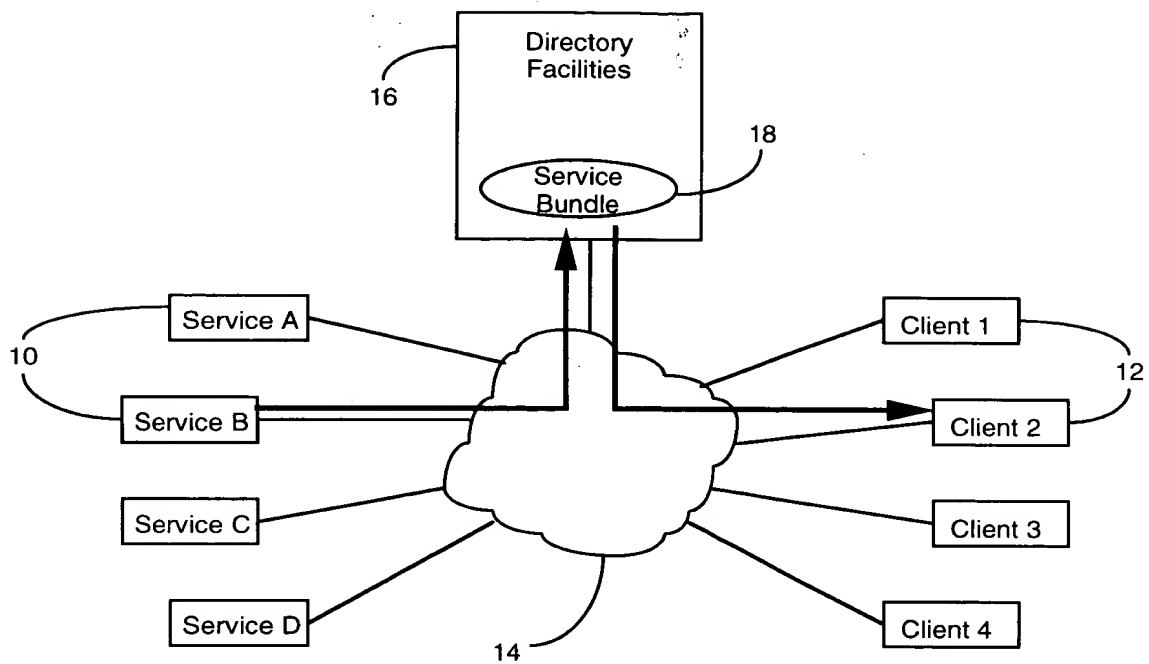 Directory
Facilities
16
18
Service
Bundle
Service A
Client 1
10
12
Service B
Client 2
Service C
Client 3
Service D
Client 4
14